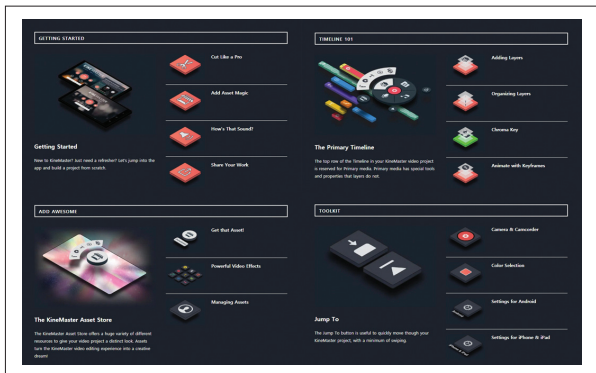 GETTING STARTED
Cut Like a Pro
Add Asset Magic
How's That Sound?
Share Your Work
Getting Started
New to KineMaster? Just need a refresher? Let's jump into the
app and build a project from scratch.
TIMELINE 101
Adding Layers
Organizing Layers
Chroma Key
Animate with Keyframes
The Primary Timeline
The top row of the Timeline in your KineMaster video project
is reserved for Primary media. Primary media has special tools
and properties that layers do not.
ADD AWESOME
Get that Asset!
Powerful Video Effects
Managing Assets
The KineMaster Asset Store
The KineMaster Asset Store offers a huge variety of different
resources to give your video project a distinct look. Assets
turn the KineMaster video editing experience into a creative
dream!
TOOLKIT
Camera & Camcorder
Color Selection
Settings for Android
Settings for iPhone & iPad
Jump To
The Jump To button is useful to quickly move though your
KineMaster project, with a minimum of swiping